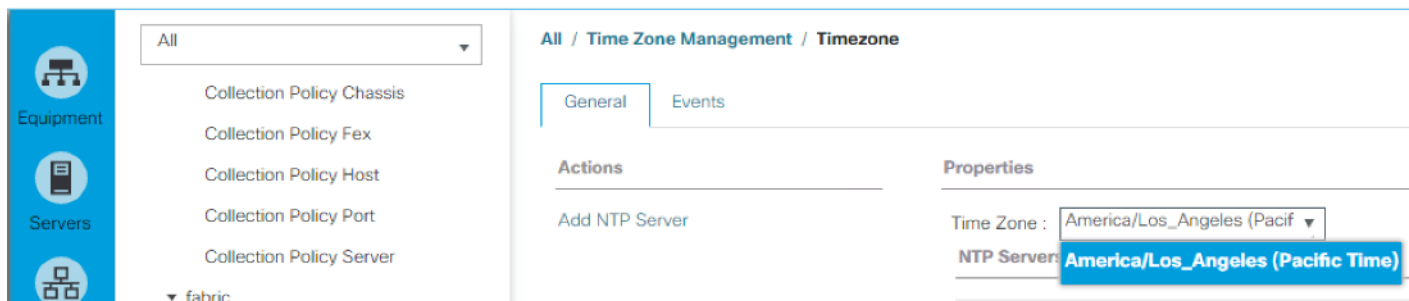 Equipment
Servers
All
Collection Policy Chassis
Collection Policy Fex
Collection Policy Host
Collection Policy Port
Collection Policy Server
fabric
All / Time Zone Management / Timezone
General
Events
Actions
Add NTP Server
Properties
Time Zone : America/Los_Angeles (Pacif
America/Los_Angeles (Pacific Time)
NTP Servers